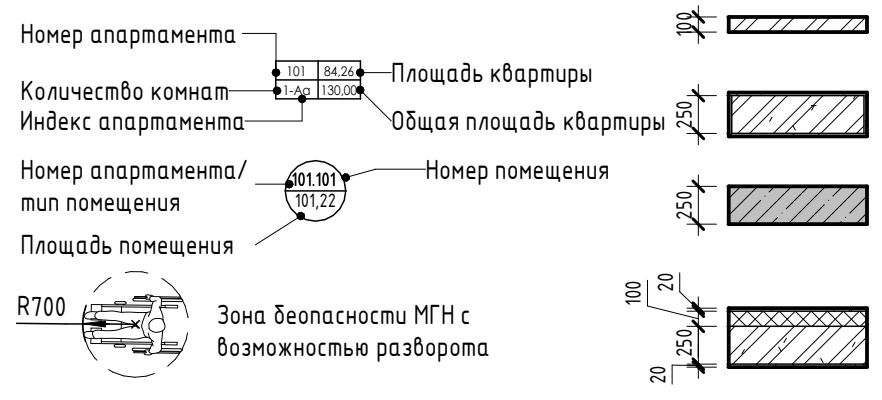 Номер апартамента
101 84,26
Площадь квартиры
Количество комнат
1-Аа 130,00
Индекс апартамента
Общая площадь квартиры
Номер апартамента/
тип помещения
101.101
101,22
Номер помещения
Площадь помещения
R700
Зона беопасности МГН с
возможностью разворота
100
250
250
20
100
250
20